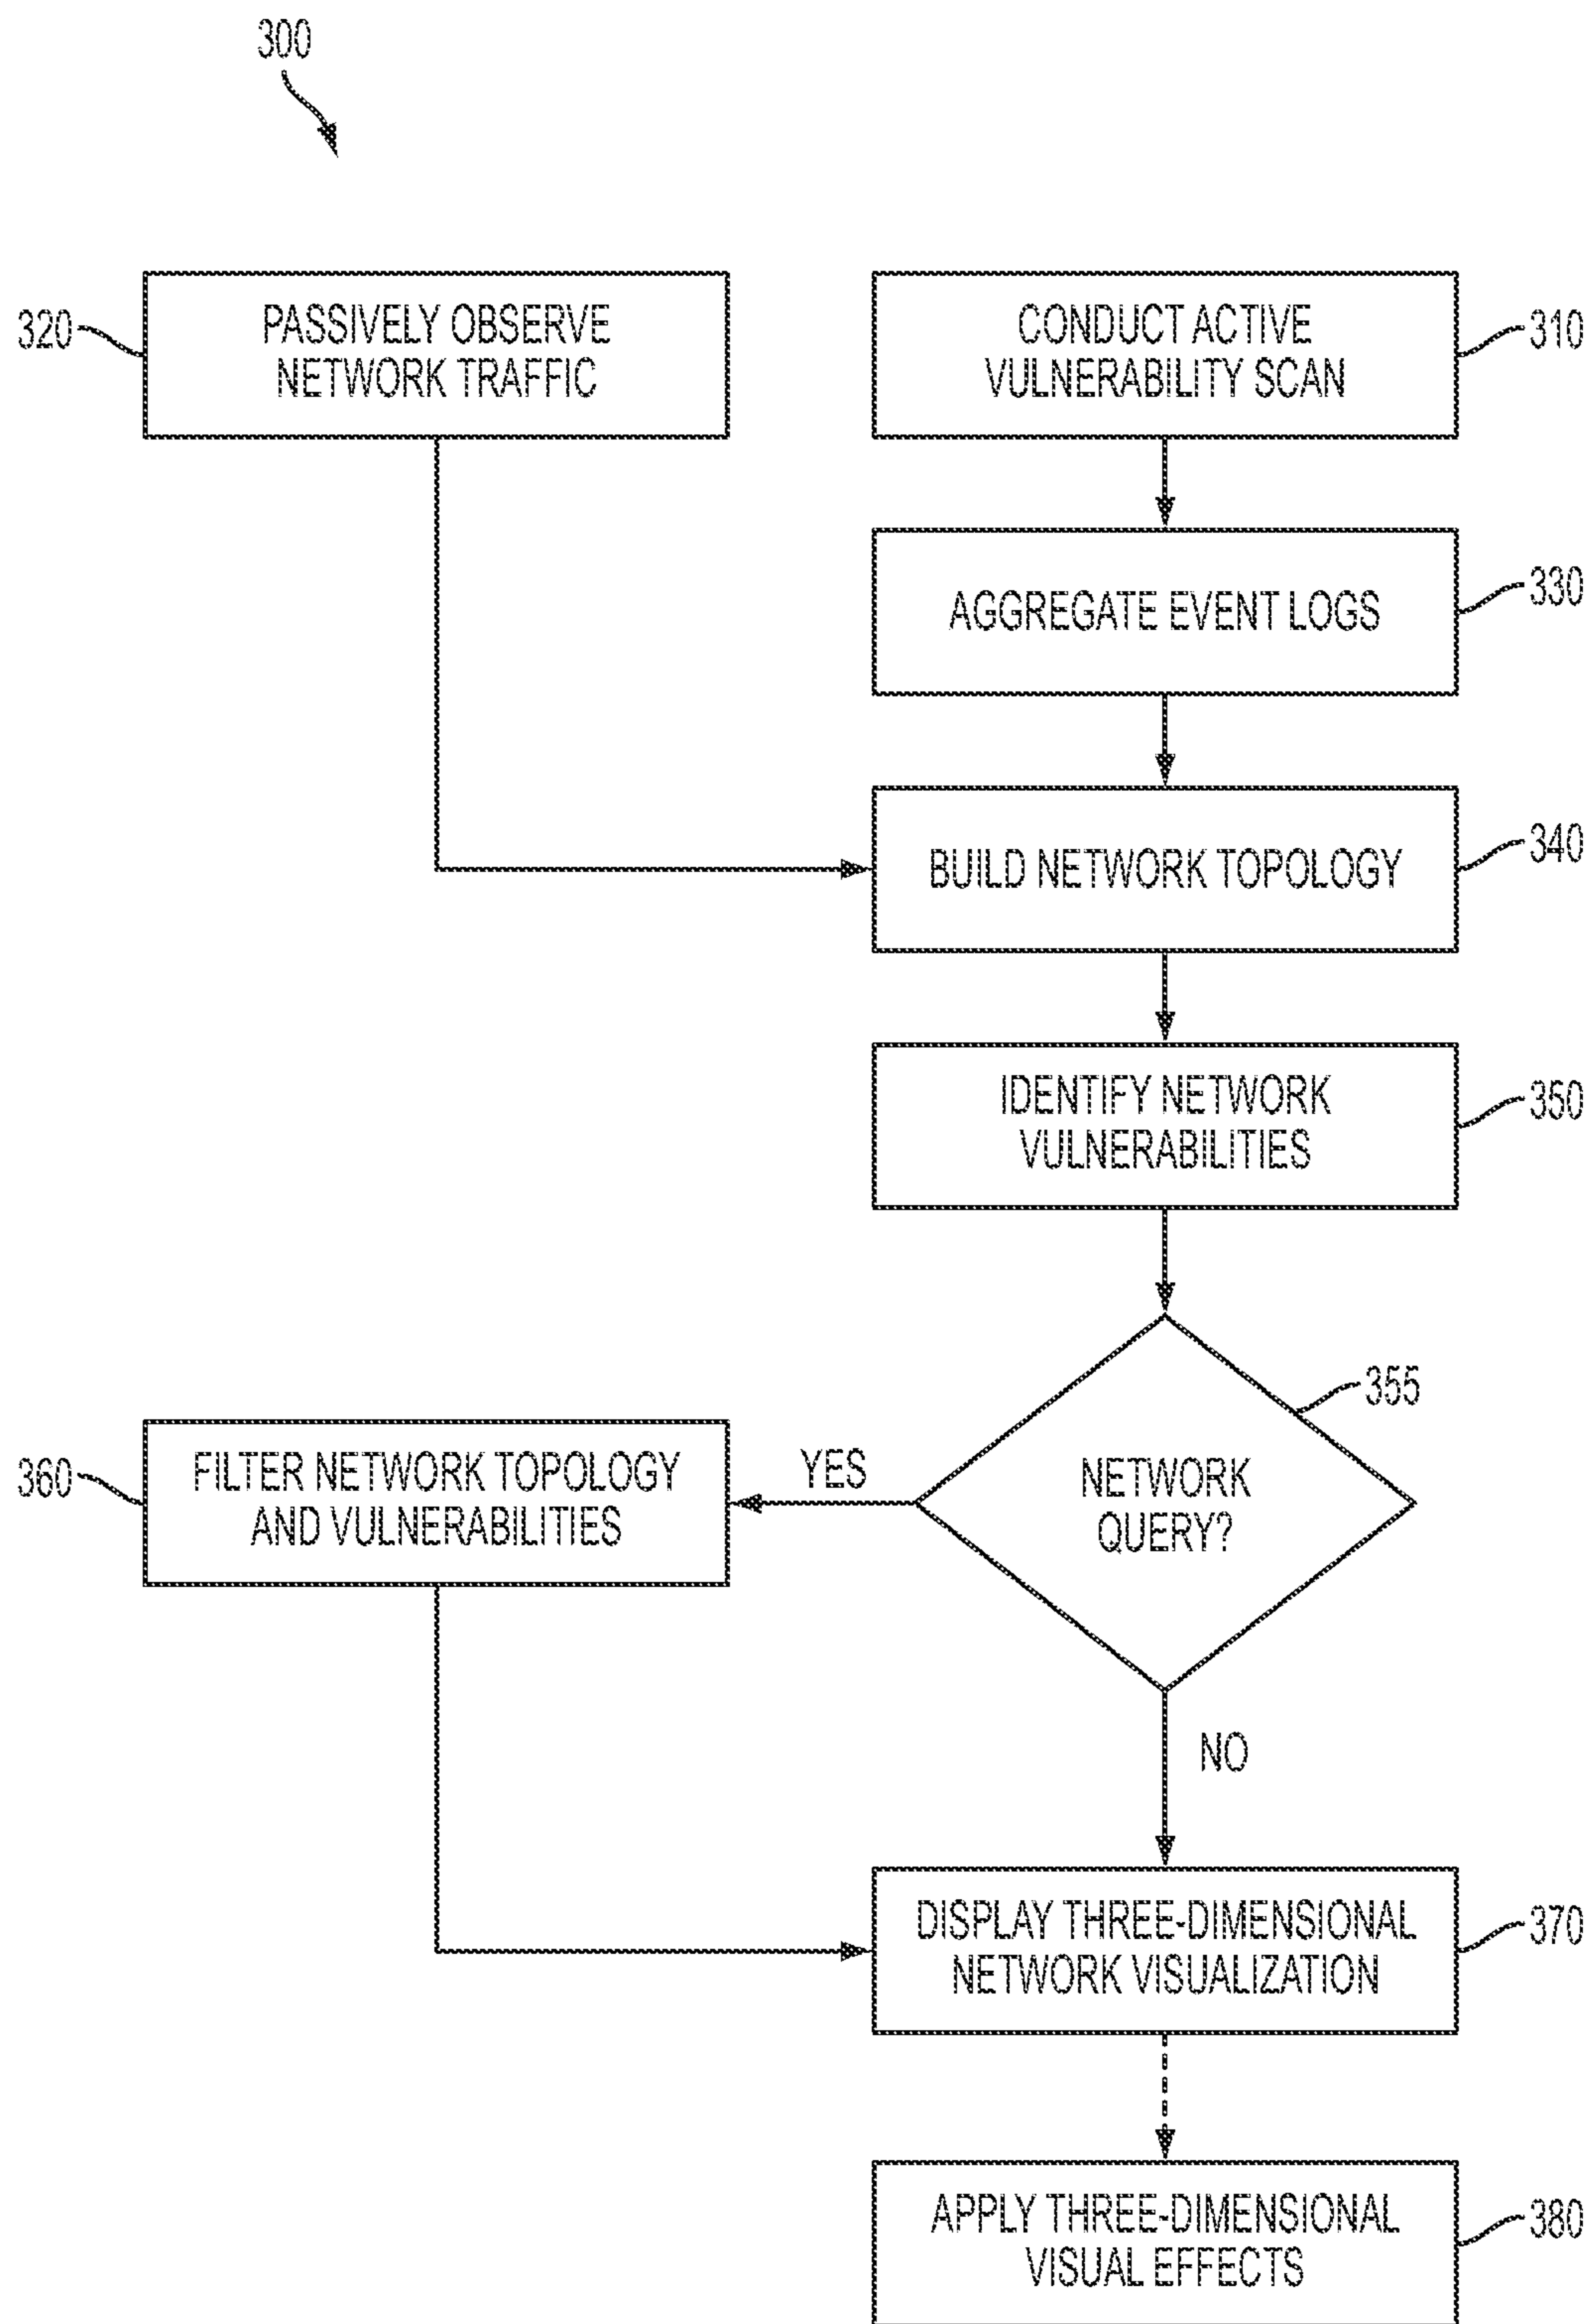 300
320
PASSIVELY OBSERVE
NETWORK TRAFFIC
CONDUCT ACTIVE
VULNERABILITY SCAN
310
AGGREGATE EVENT LOGS
330
BUILD NETWORK TOPOLOGY
340
IDENTIFY NETWORK
VULNERABILITIES
350
355
NETWORK
QUERY?
YES
360
FILTER NETWORK TOPOLOGY
AND VULNERABILITIES
NO
DISPLAY THREE-DIMENSIONAL
NETWORK VISUALIZATION
370
APPLY THREE-DIMENSIONAL
VISUAL EFFECTS
380